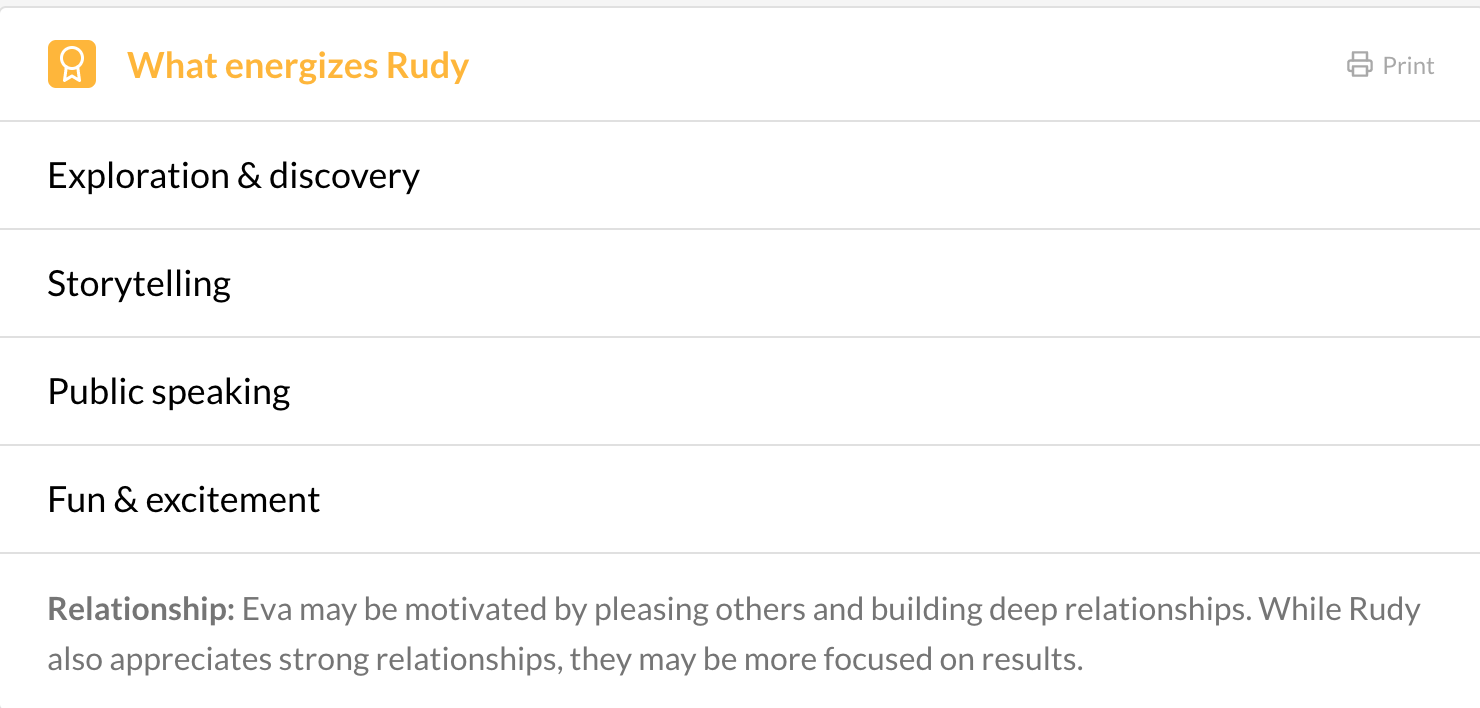 What energizes Rudy
Print
Exploration & discovery
Storytelling
Public speaking
Fun & excitement
Relationship: Eva may be motivated by pleasing others and building deep relationships. While Rudy
also appreciates strong relationships, they may be more focused on results.